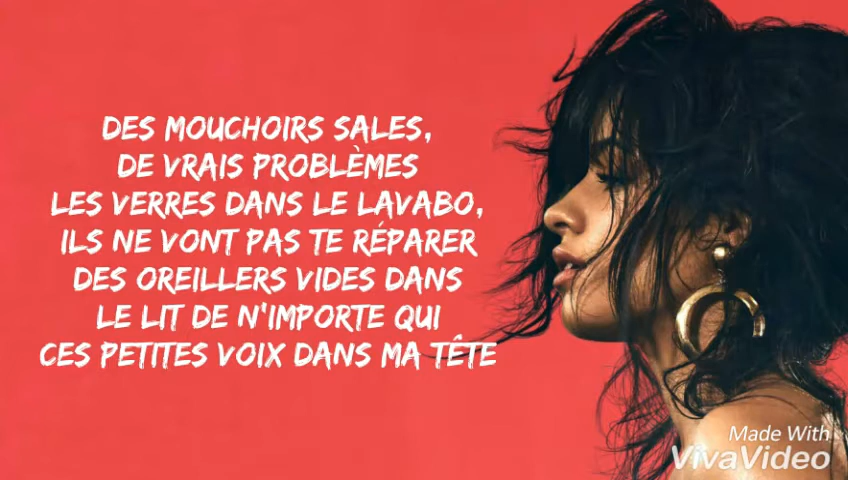 DES MOUCHOIRS SALES,
DE VRAIS PROBLÈMES
LES VERRES DANS LE LAVABO,
ILS NE VONT PAS TE RÉPARER
DES OREILLERS VIDES DANS
LE LIT DE N'IMPORTE QUI
CES PETITES VOIX DANS MA TÊTE
Made With
VivaVideo